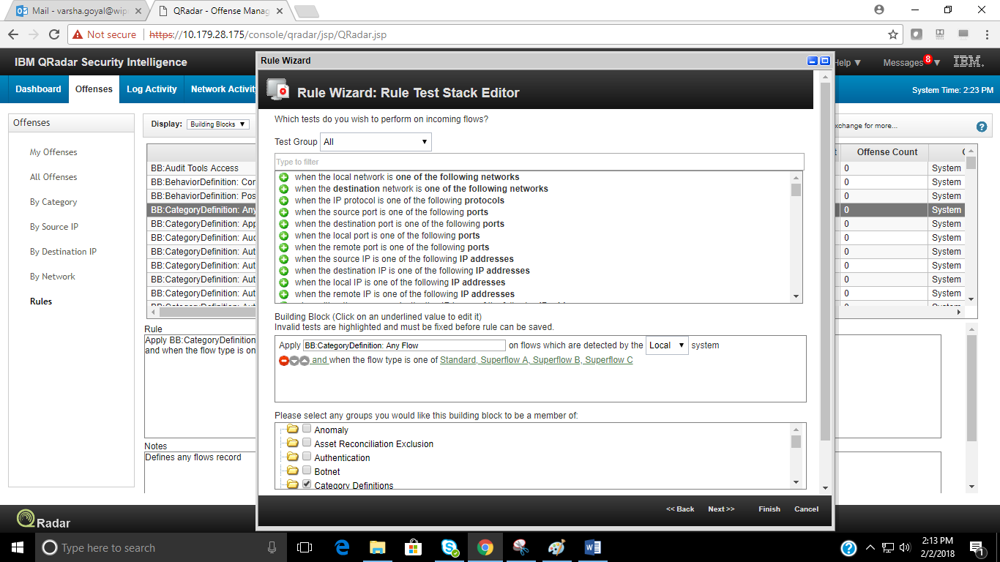 Mail - varsha.goyal@wip
QRadar - Offense Manag
Not secure https://10.179.28.175/console/qradar/jsp/QRadar.jsp
IBM QRadar Security Intelligence
Help
Messages 8
IBM
Dashboard Offenses Log Activity Network Activity
System Time: 2:23 PM
Offenses
My Offenses
All Offenses
By Category
By Source IP
By Destination IP
By Network
Rules
Display: Building Blocks
xchange for more...
Offense Count
BB:Audit Tools Access 0 System
BB:BehaviorDefinition: Con 0 System
BB:BehaviorDefinition: Pos 0 System
BB:CategoryDefinition: Any 0 System
BB:CategoryDefinition: App 0 System
BB:CategoryDefinition: Aud 0 System
BB:CategoryDefinition: Aut 0 System
BB:CategoryDefinition: Aut 0 System
BB:CategoryDefinition: Aut 0 System
BB:CategoryDefinition: Aut 0 System
Rule
Apply BB:CategoryDefinition
and when the flow type is on
Notes
Defines any flows record
Rule Wizard
Rule Wizard: Rule Test Stack Editor
Which tests do you wish to perform on incoming flows?
Test Group All
Type to filter
when the local network is one of the following networks
when the destination network is one of the following networks
when the IP protocol is one of the following protocols
when the source port is one of the following ports
when the destination port is one of the following ports
when the local port is one of the following ports
when the remote port is one of the following ports
when the source IP is one of the following IP addresses
when the destination IP is one of the following IP addresses
when the local IP is one of the following IP addresses
when the remote IP is one of the following IP addresses
Building Block (Click on an underlined value to edit it)
Invalid tests are highlighted and must be fixed before rule can be saved.
Apply BB:CategoryDefinition: Any Flow on flows which are detected by the Local system
and when the flow type is one of Standard, Superflow A, Superflow B, Superflow C
Please select any groups you would like this building block to be a member of:
Anomaly
Asset Reconciliation Exclusion
Authentication
Botnet
Category Definitions
<< Back Next >> Finish Cancel
QRadar
Type here to search
2:13 PM
2/2/2018
1